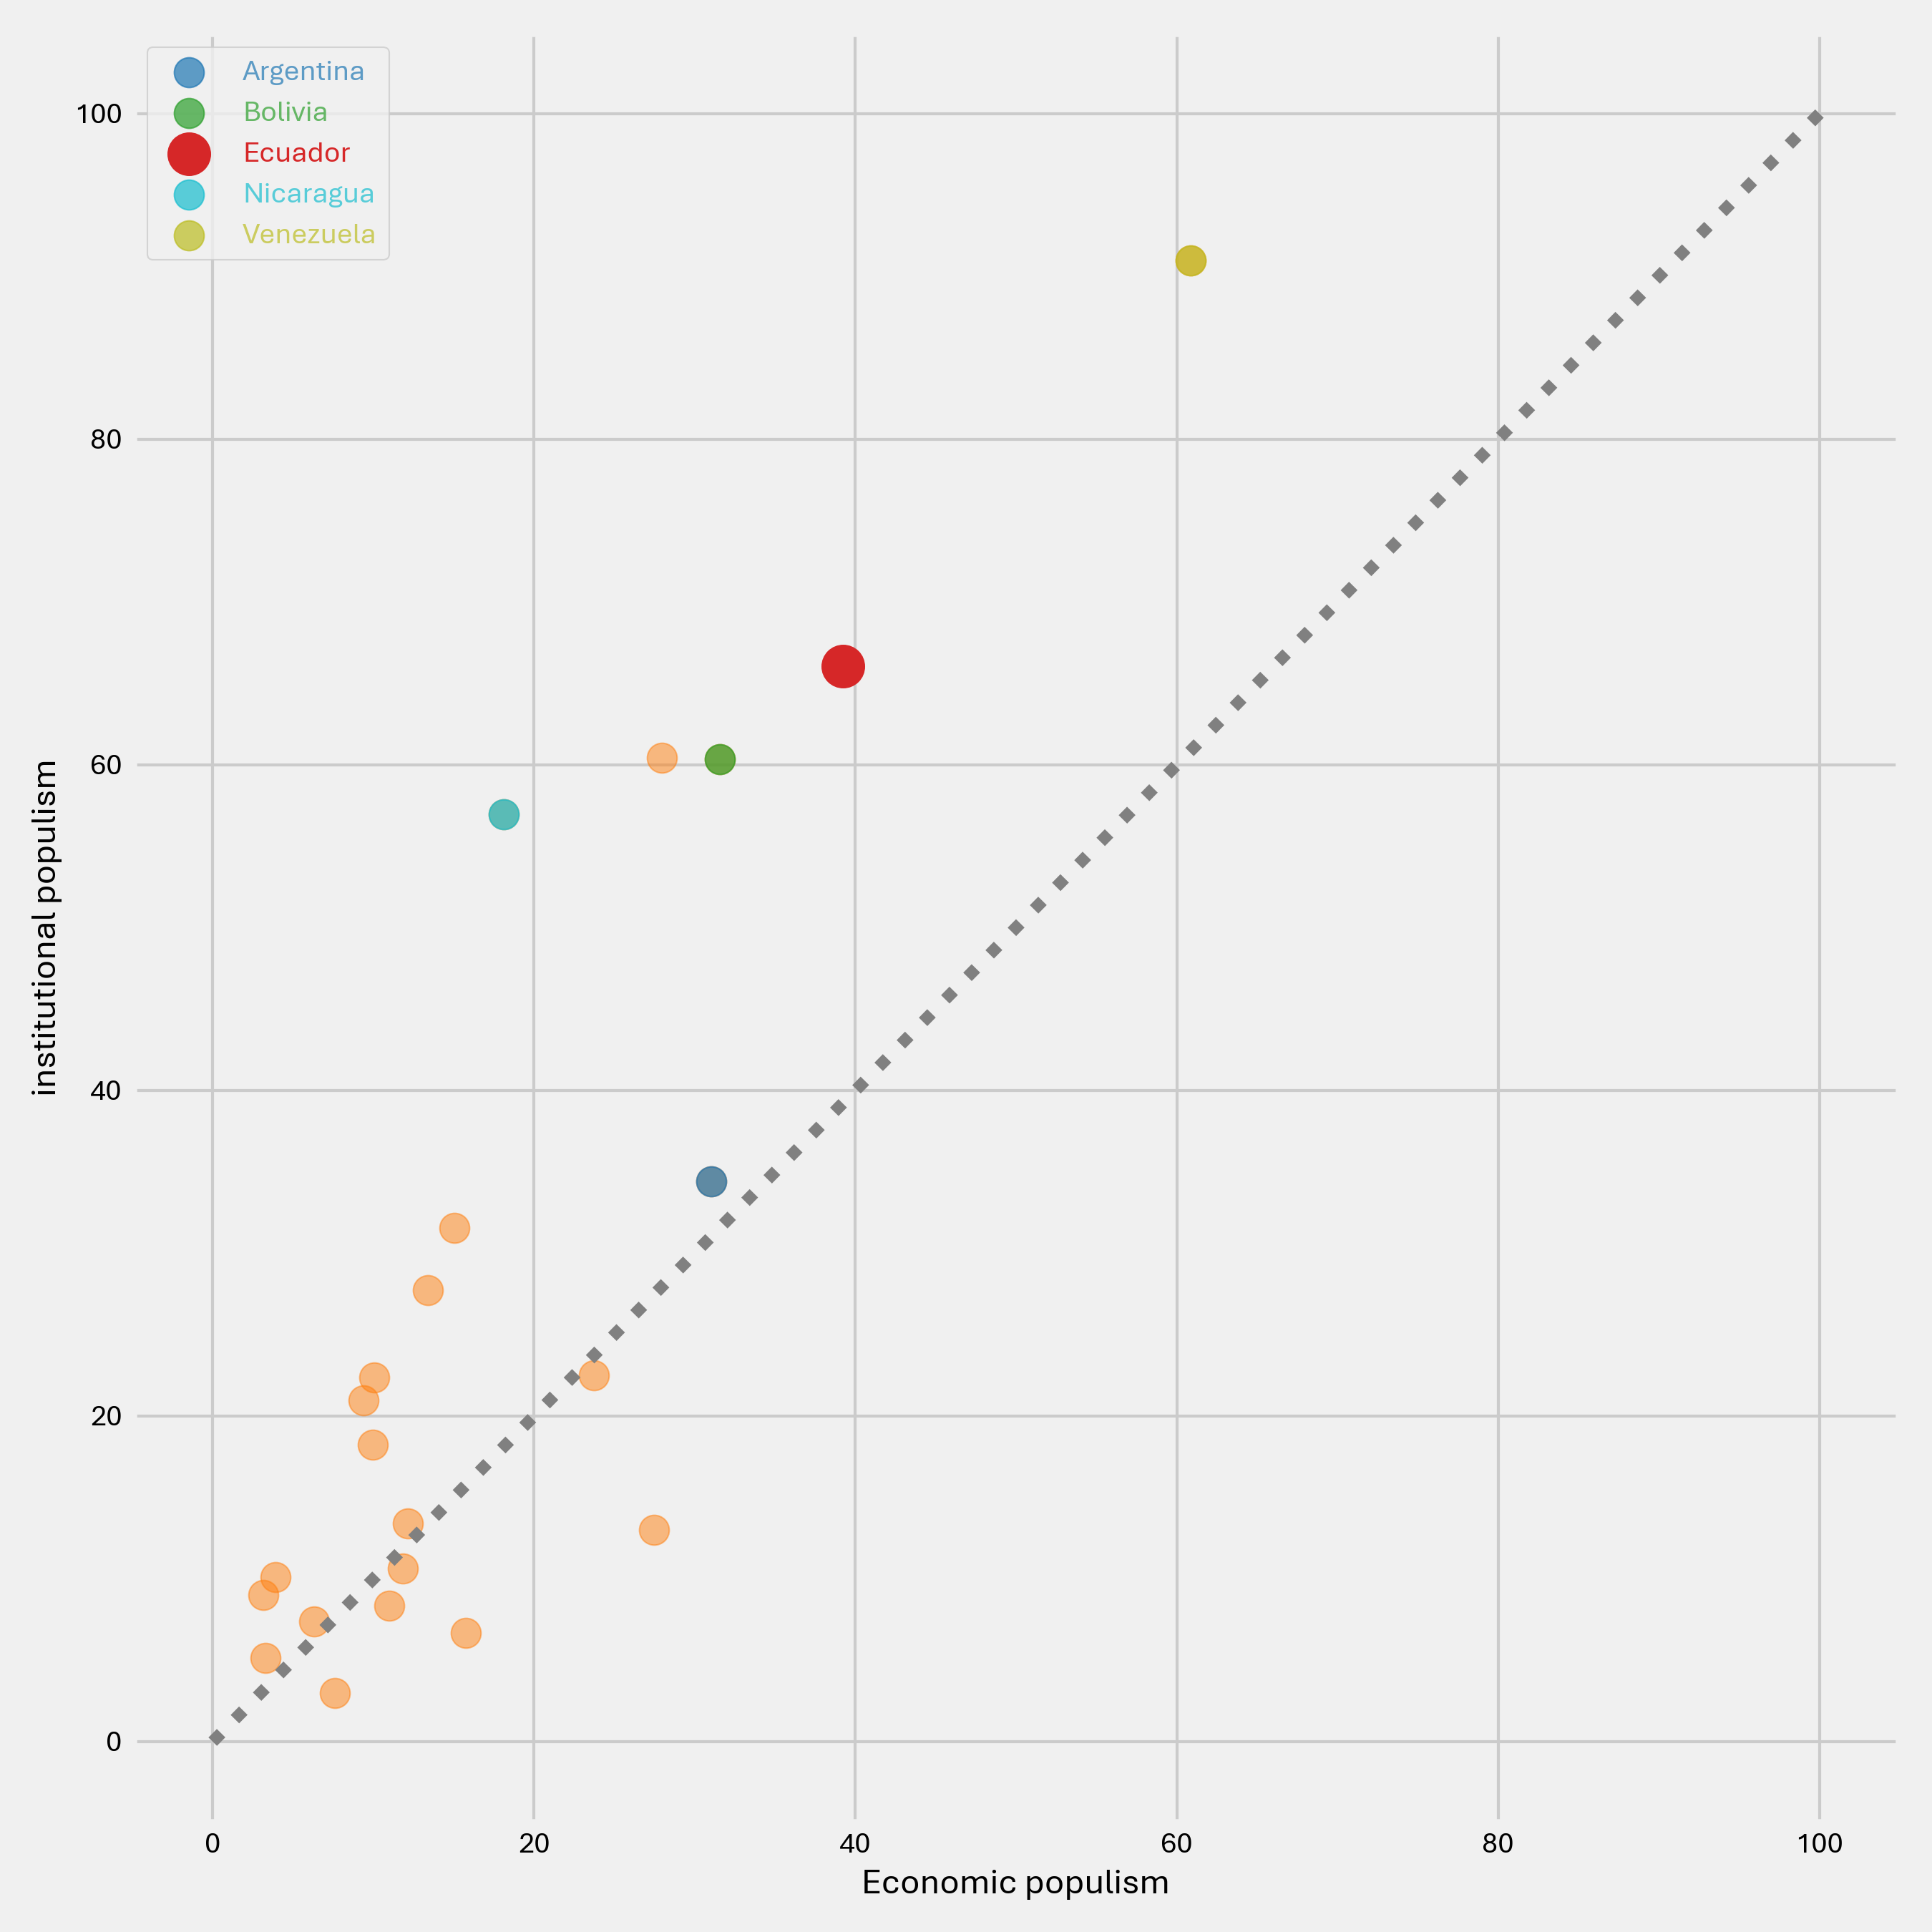 Argentina
Bolivia
Ecuador
Nicaragua
Venezuela
100
80
60
40
20
0
institutional populism
0 20 40 60 80 100
Economic populism